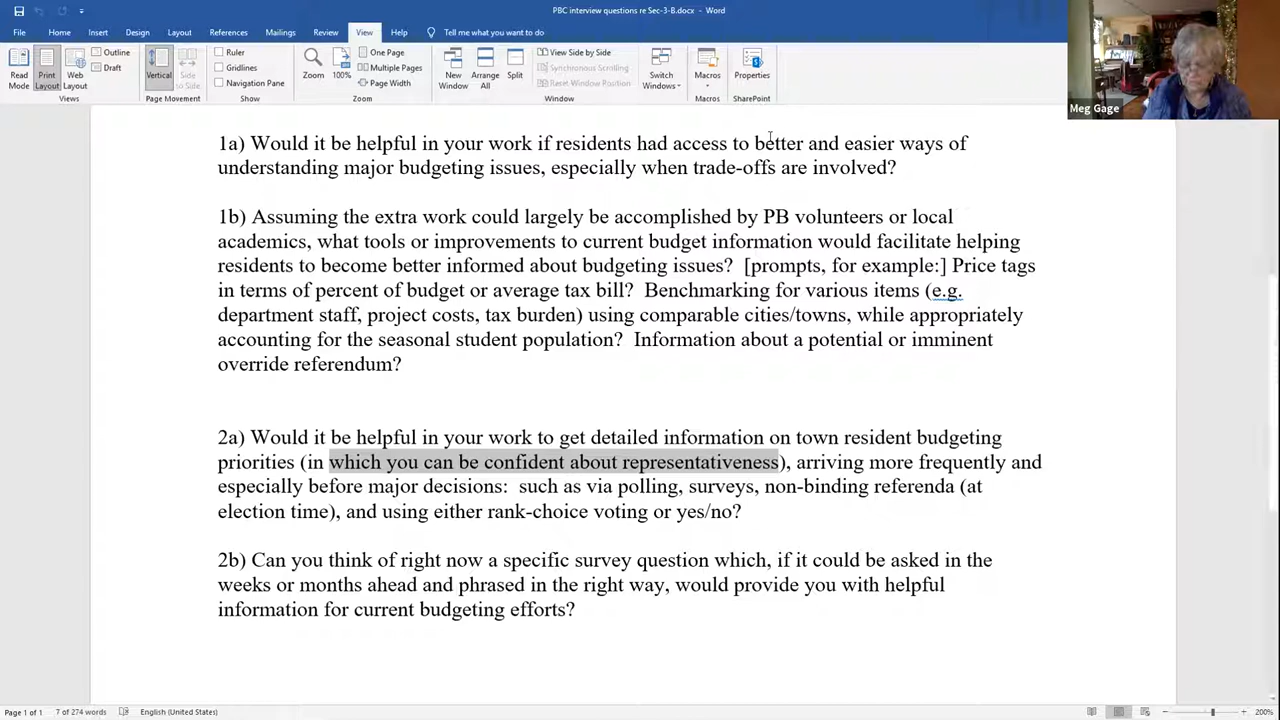 PBC interview questions re Sec-3-B.docx - Word
File Home Insert Draw Design Layout References Mailings Review View Help Tell me what you want to do
Read Mode
Print Layout
Web Layout
Outline
Draft
Views
Vertical
Side to Side
Page Movement
Ruler
Gridlines
Navigation Pane
Show
Zoom
100%
One Page
Multiple Pages
Page Width
Zoom
New Window
Arrange All
Split
View Side by Side
Synchronous Scrolling
Reset Window Position
Window
Switch Windows
Macros
Macros
Properties
SharePoint
Meg Gage
1a) Would it be helpful in your work if residents had access to better and easier ways of
understanding major budgeting issues, especially when trade-offs are involved?
1b) Assuming the extra work could largely be accomplished by PB volunteers or local
academics, what tools or improvements to current budget information would facilitate helping
residents to become better informed about budgeting issues? [prompts, for example:] Price tags
in terms of percent of budget or average tax bill? Benchmarking for various items (e.g.
department staff, project costs, tax burden) using comparable cities/towns, while appropriately
accounting for the seasonal student population? Information about a potential or imminent
override referendum?
2a) Would it be helpful in your work to get detailed information on town resident budgeting
priorities (in which you can be confident about representativeness), arriving more frequently and
especially before major decisions: such as via polling, surveys, non-binding referenda (at
election time), and using either rank-choice voting or yes/no?
2b) Can you think of right now a specific survey question which, if it could be asked in the
weeks or months ahead and phrased in the right way, would provide you with helpful
information for current budgeting efforts?
Page 1 of 1 7 of 274 words English (United States) 200%